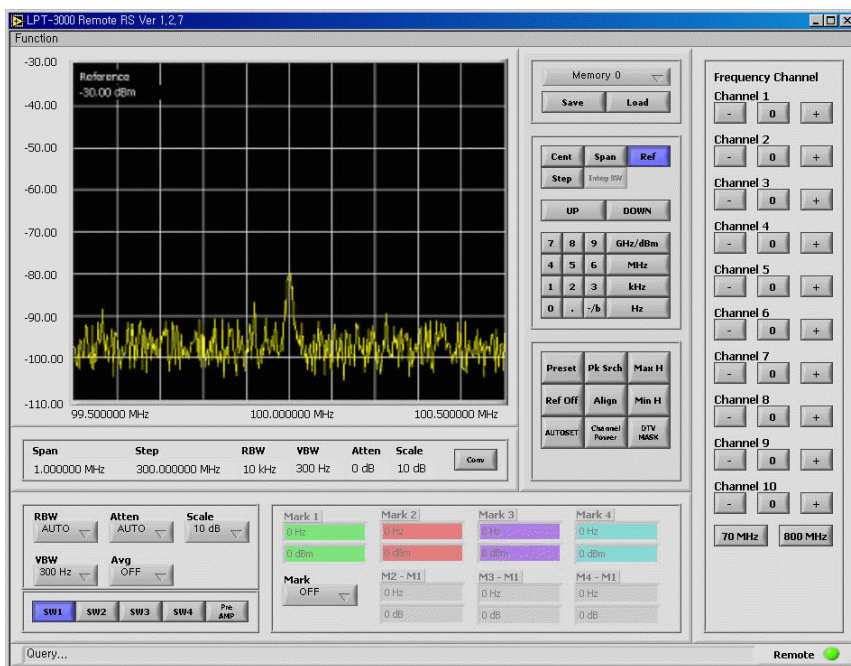 LPT-3000 Remote RS Ver 1,2,7
Function
-30.00
-40.00
-50.00
-60.00
-70.00
-80.00
-90.00
-100.00
-110.00
Reference
-30.00 dBm
99.500000 MHz 100.000000 MHz 100.500000 MHz
Span Step RBW VBW Atten Scale
1.000000 MHz 300.000000 MHz 10 kHz 300 Hz 0 dB 10 dB Conv
RBW Atten Scale
AUTO AUTO 10 dB
VBW Avg
300 Hz OFF
SW1 SW2 SW3 SW4 Pre AMP
Mark 1 Mark 2 Mark 3 Mark 4
0 Hz 0 Hz 0 Hz 0 Hz
0 dBm 0 dBm 0 dBm 0 dBm
Mark M2 - M1 M3 - M1 M4 - M1
OFF 0 Hz 0 Hz 0 Hz
0 dB 0 dB 0 dB
Memory 0
Save Load
Cent Span Ref
Step Integ BW
UP DOWN
7 8 9 GHz/dBm
4 5 6 MHz
1 2 3 kHz
0 . -/b Hz
Preset Pk Srch Max H
Ref Off Align Min H
AUTOSET Channel Power DTV MASK
Frequency Channel
Channel 1
- 0 +
Channel 2
- 0 +
Channel 3
- 0 +
Channel 4
- 0 +
Channel 5
- 0 +
Channel 6
- 0 +
Channel 7
- 0 +
Channel 8
- 0 +
Channel 9
- 0 +
Channel 10
- 0 +
70 MHz 800 MHz
Query...
Remote